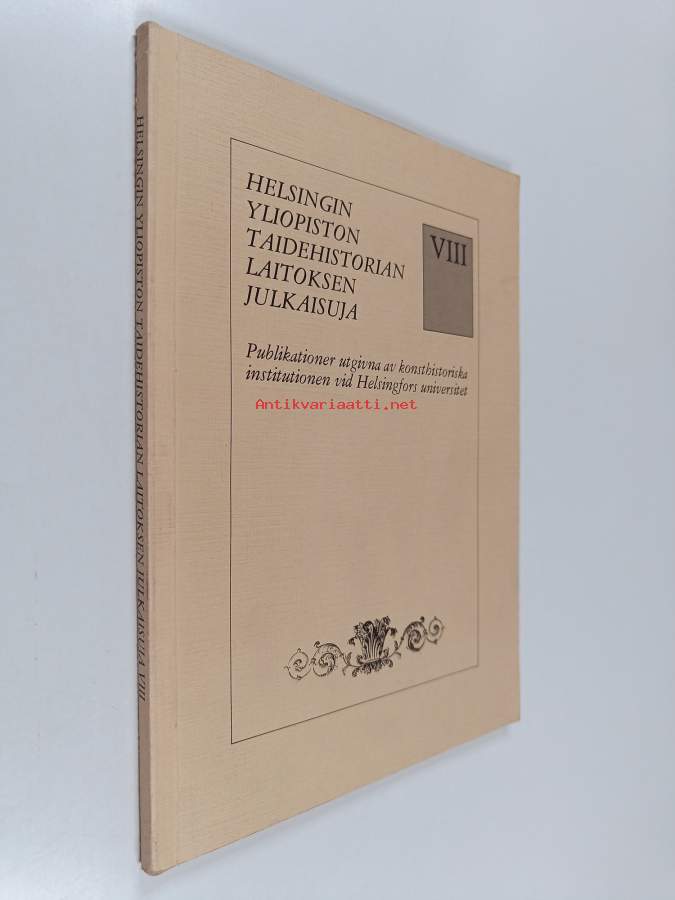 HELSINGIN YLIOPISTON TAIDEHISTORIAN LAITOKSEN JULKAISUJA VIII
HELSINGIN
YLIOPISTON
TAIDEHISTORIAN
LAITOKSEN
JULKAISUJA
VIII
Publikationer utgivna av konsthistoriska
institutionen vid Helsingfors universitet
Antikvariaatti.net